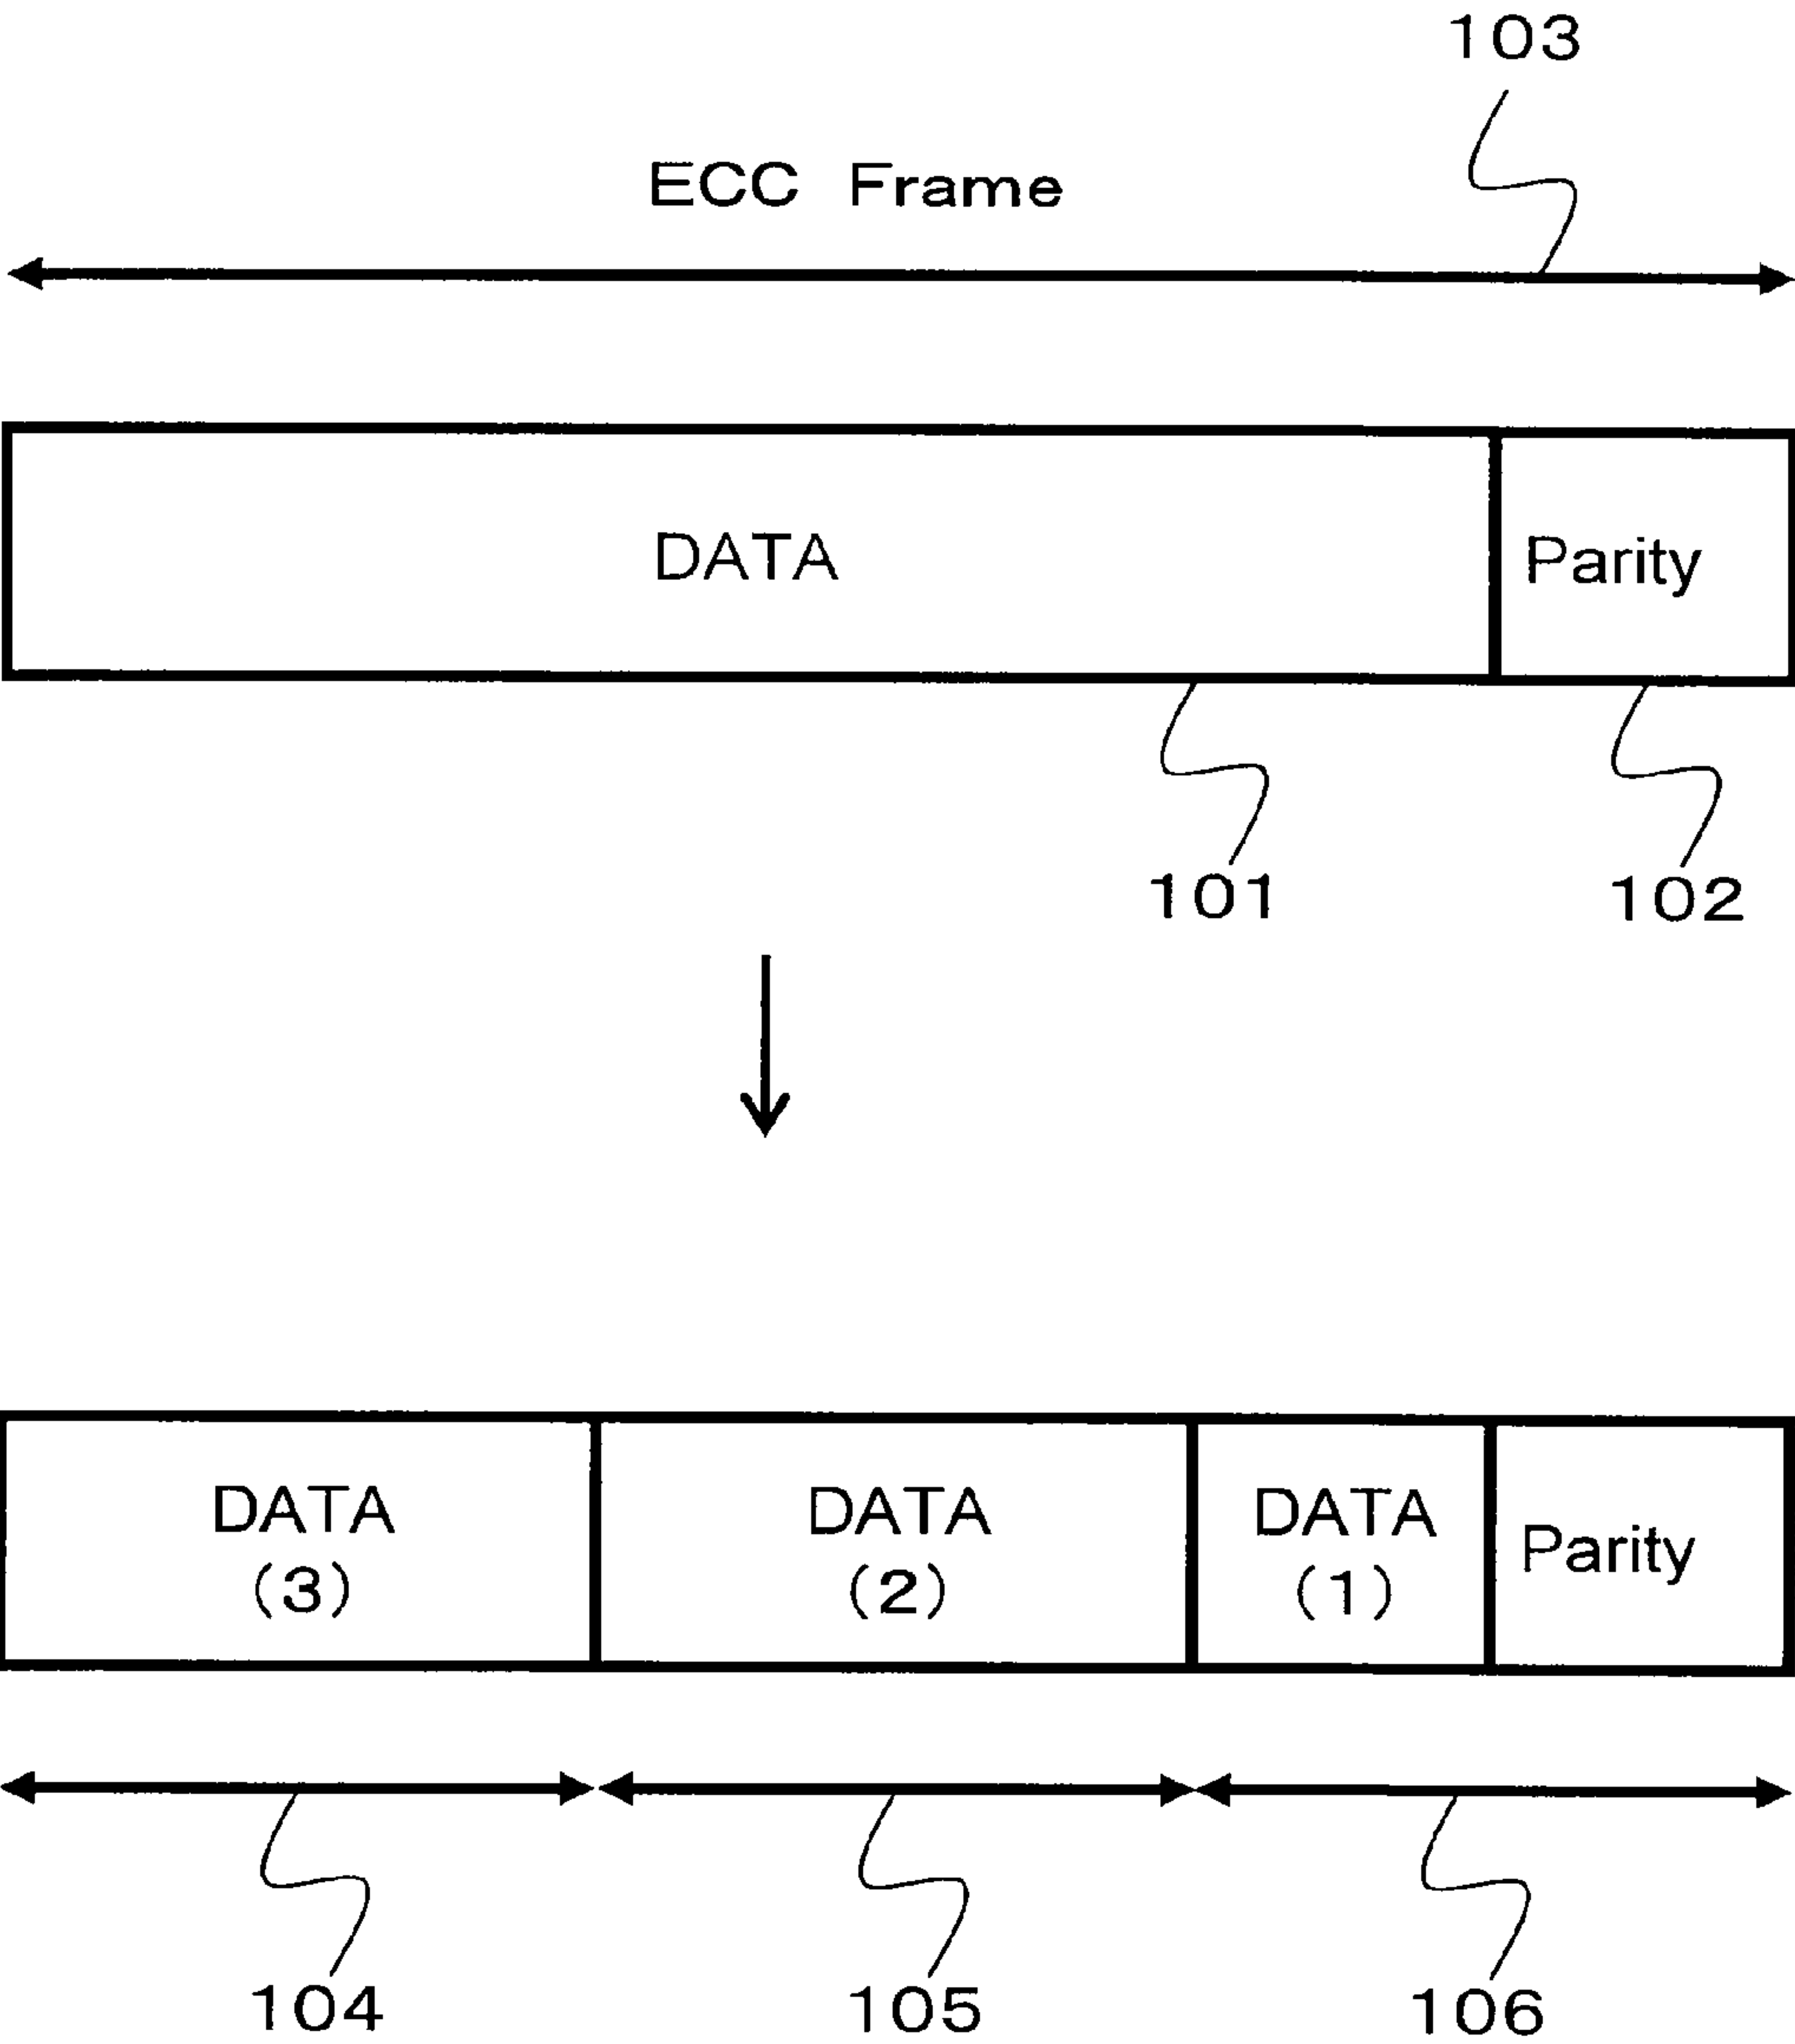 103
ECC Frame
DATA
Parity
101
102
DATA
(3)
DATA
(2)
DATA
(1)
Parity
104
105
106